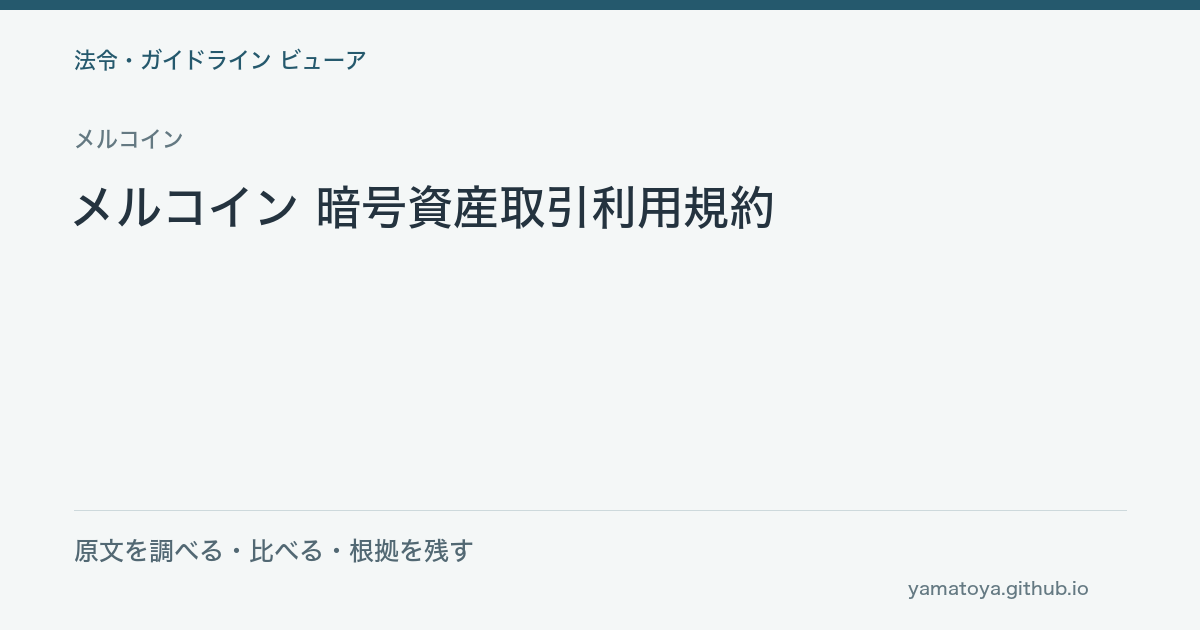 法令・ガイドライン ビューア
メルコイン
メルコイン 暗号資産取引利用規約
原文を調べる・比べる・根拠を残す
yamatoya.github.io